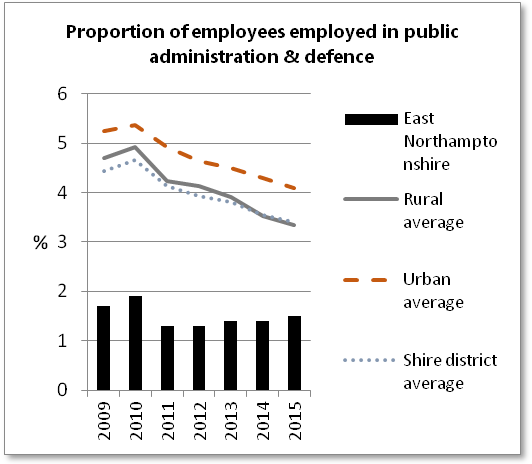 Proportion of employees employed in public
administration & defence
6
5
4
3
2
1
0
%
2009
2010
2011
2012
2013
2014
2015
East
Northampto
nshire
Rural
average
Urban
average
Shire district
average